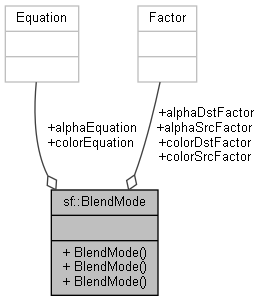 Equation
Factor
+alphaEquation
+colorEquation
+alphaDstFactor
+alphaSrcFactor
+colorDstFactor
+colorSrcFactor
sf::BlendMode
+ BlendMode()
+ BlendMode()
+ BlendMode()